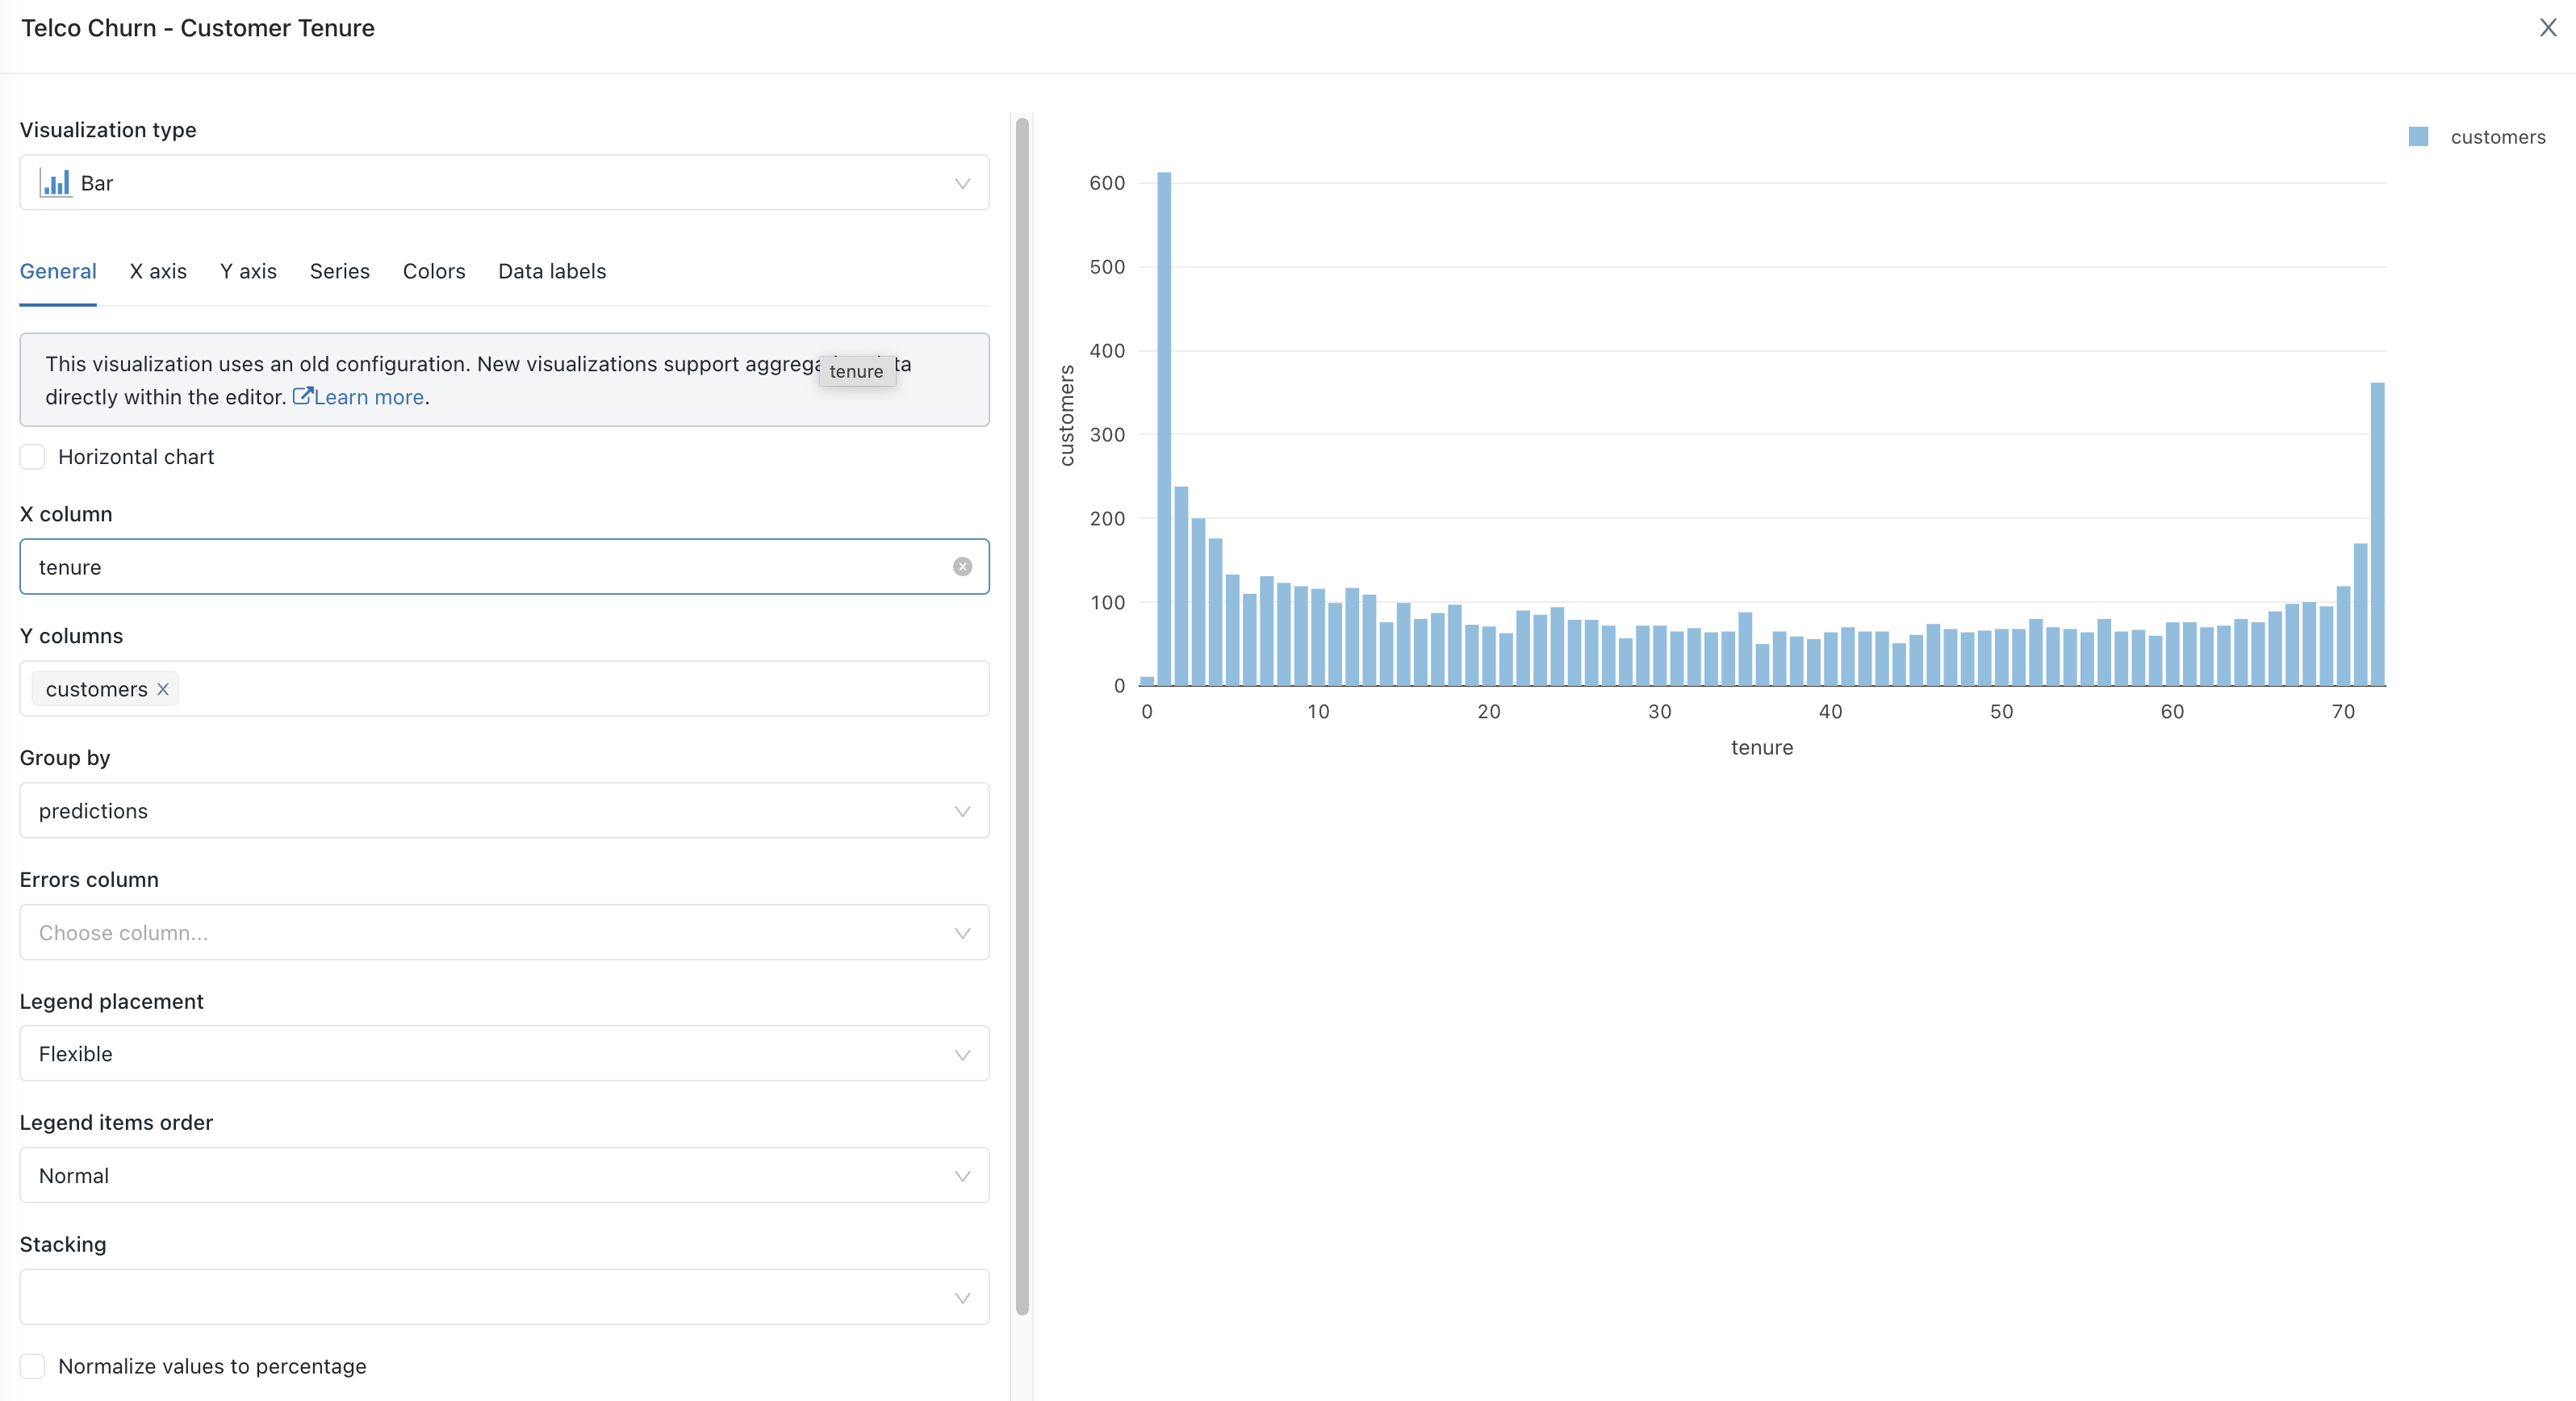 Telco Churn - Customer Tenure
Visualization type
Bar
General X axis Y axis Series Colors Data labels
This visualization uses an old configuration. New visualizations support
tenure
directly within the editor. Learn more.
Horizontal chart
X column
tenure
Y columns
customers
Group by
predictions
Errors column
Choose column...
Legend placement
Flexible
Legend items order
Normal
Stacking
Normalize values to percentage
customers
600
500
400
300
200
100
0
customers
0 10 20 30 40 50 60 70
tenure